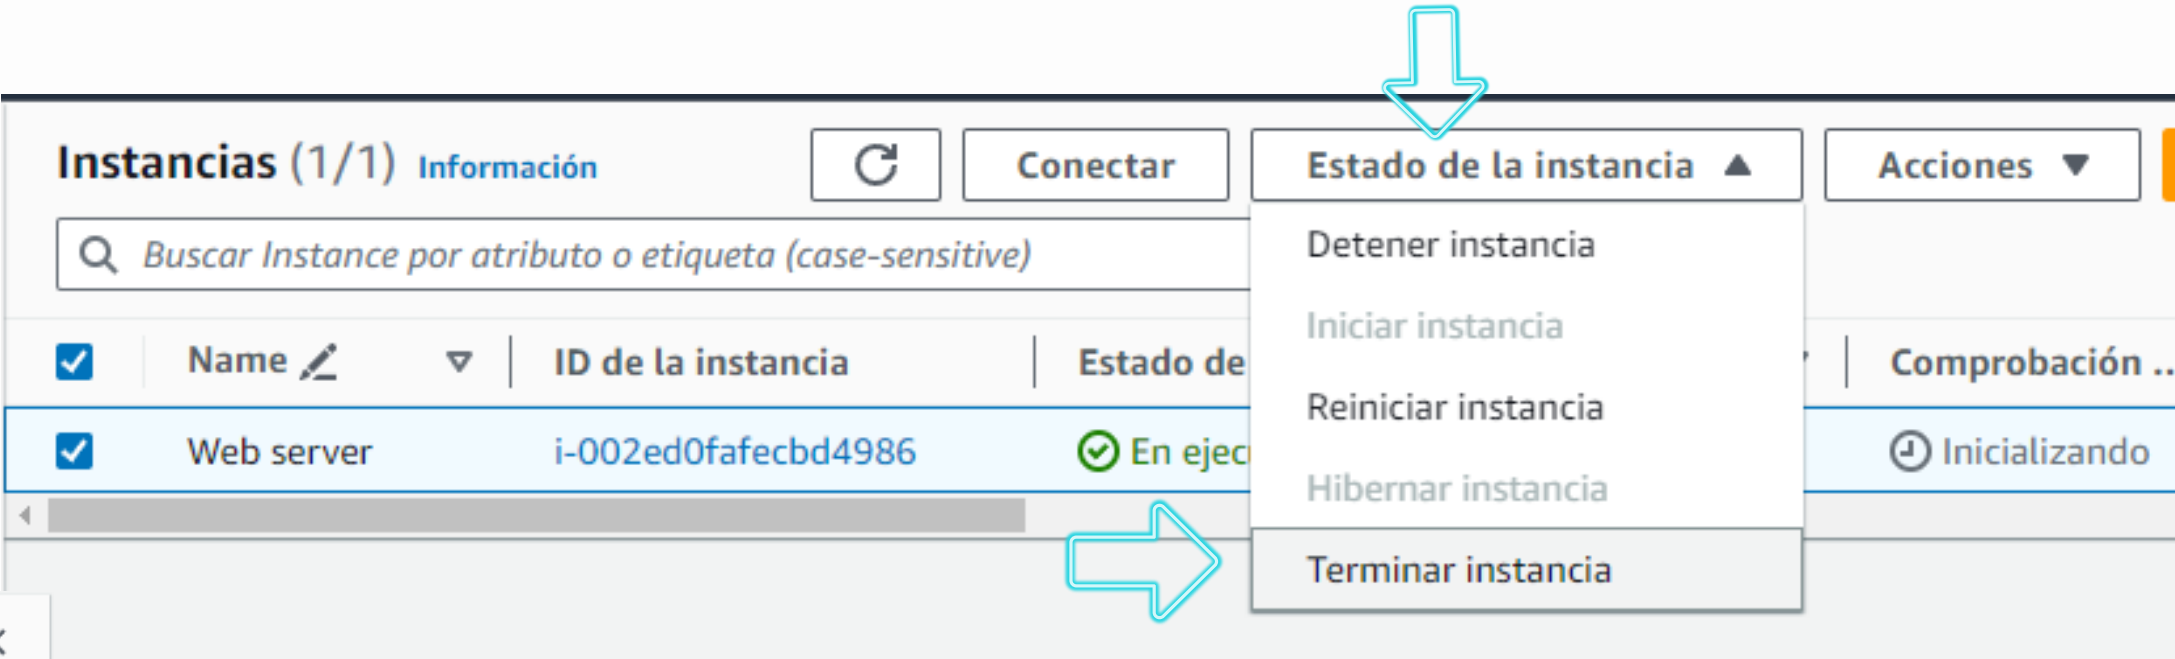 Instancias (1/1) Información Conectar Estado de la instancia Acciones
Buscar Instance por atributo o etiqueta (case-sensitive)
Detener instancia
Iniciar instancia
Name ID de la instancia Estado de Comprobación ...
Reiniciar instancia
Web server i-002ed0fafecbd4986 En ejec Inicializando
Hibernar instancia
Terminar instancia